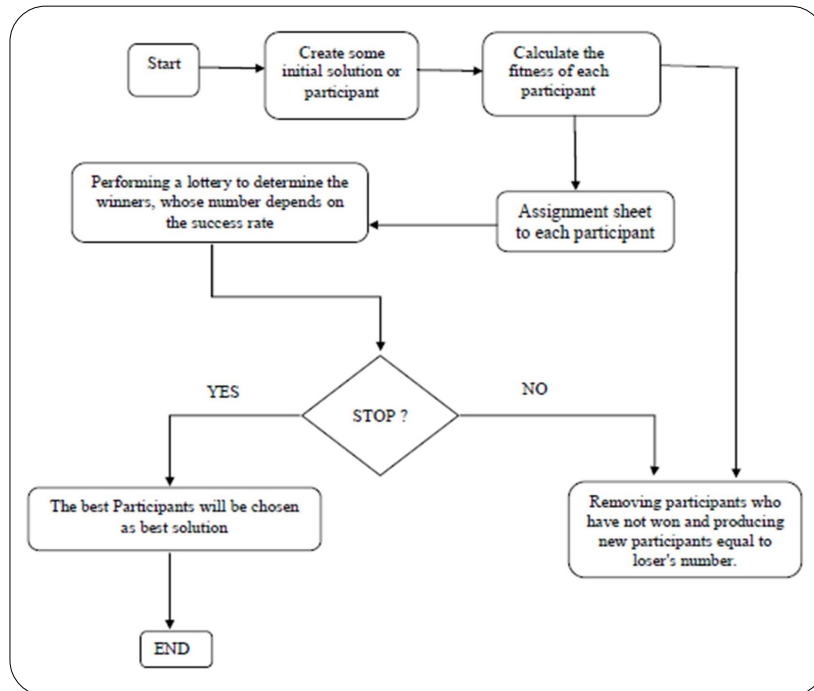 Start
Create some
initial solution or
participant
Calculate the
fitness of each
participant
Performing a lottery to determine the
winners, whose number depends on
the success rate
Assignment sheet
to each participant
YES
NO
STOP ?
The best Participants will be chosen
as best solution
Removing participants who
have not won and producing
new participants equal to
loser's number.
END